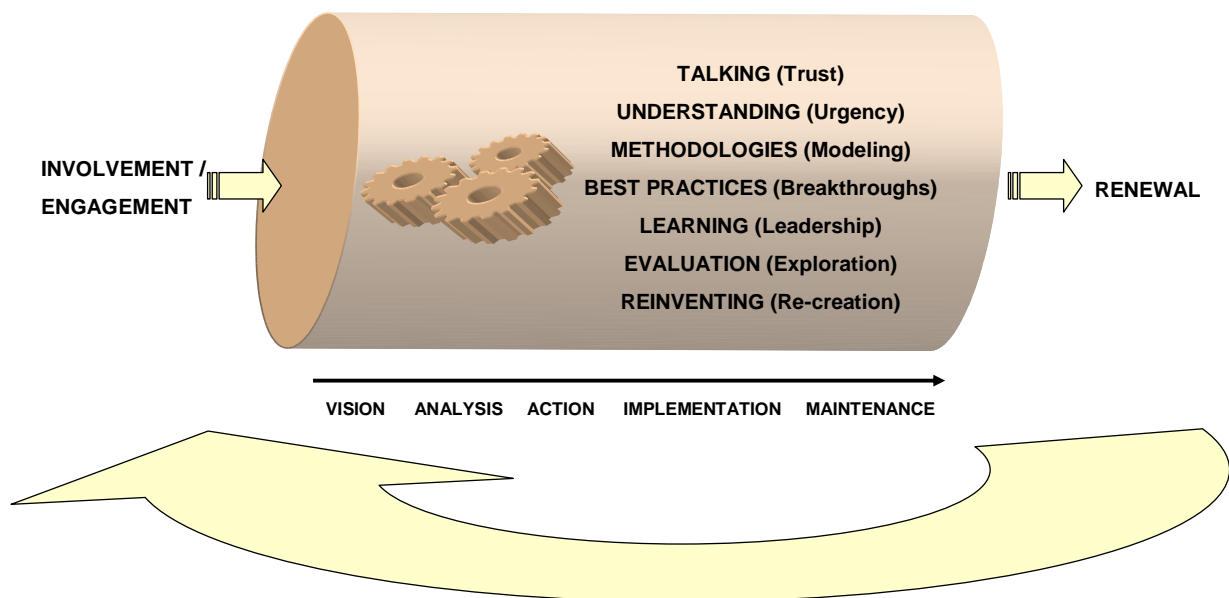 TALKING (Trust)
UNDERSTANDING (Urgency)
METHODOLOGIES (Modeling)
BEST PRACTICES (Breakthroughs)
LEARNING (Leadership)
EVALUATION (Exploration)
REINVENTING (Re-creation)
INVOLVEMENT /
ENGAGEMENT
RENEWAL
VISION ANALYSIS ACTION IMPLEMENTATION MAINTENANCE